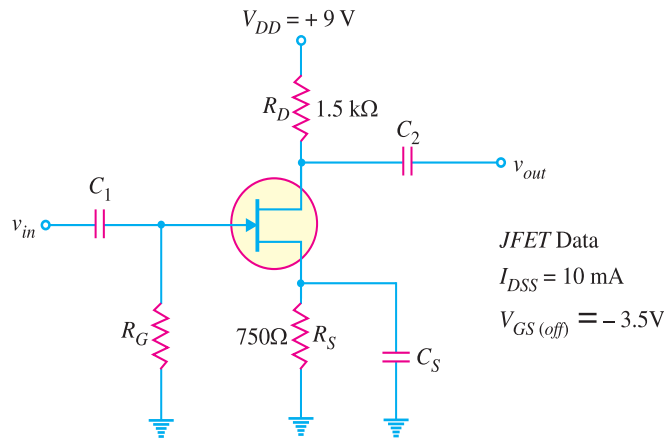 V_DD = + 9 V
R_D 1.5 kΩ
C_2
v_out
C_1
v_in
JFET Data
I_DSS = 10 mA
V_GS (off) = – 3.5V
R_G
750Ω R_S
C_S